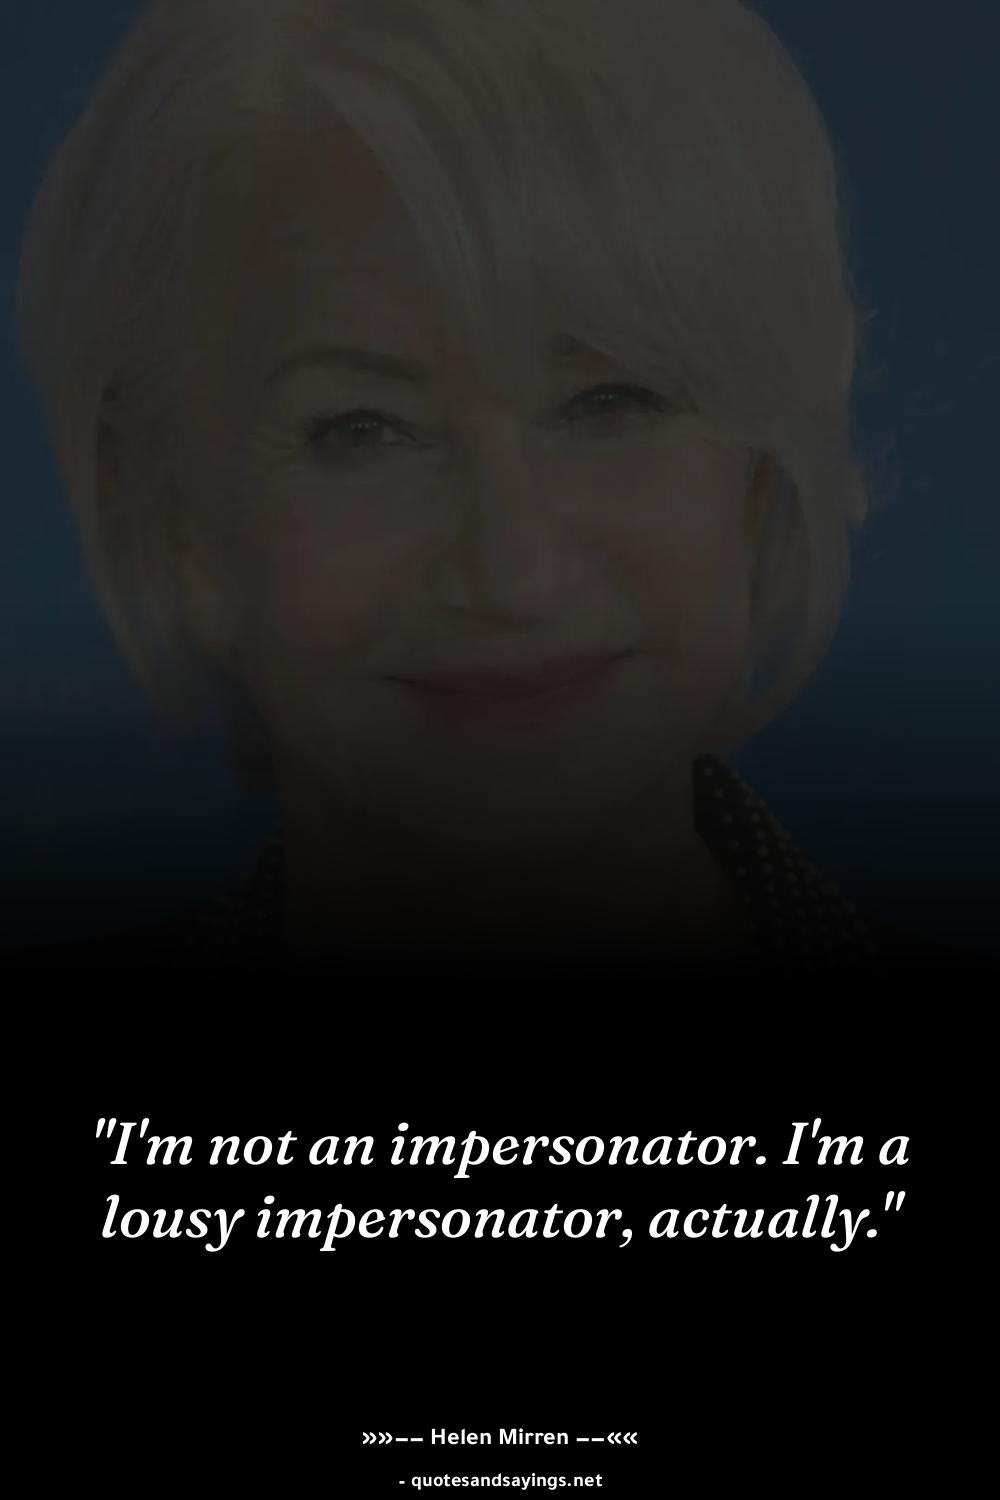 "I'm not an impersonator. I'm a
lousy impersonator, actually."
»»−− Helen Mirren −−««
- quotesandsayings.net